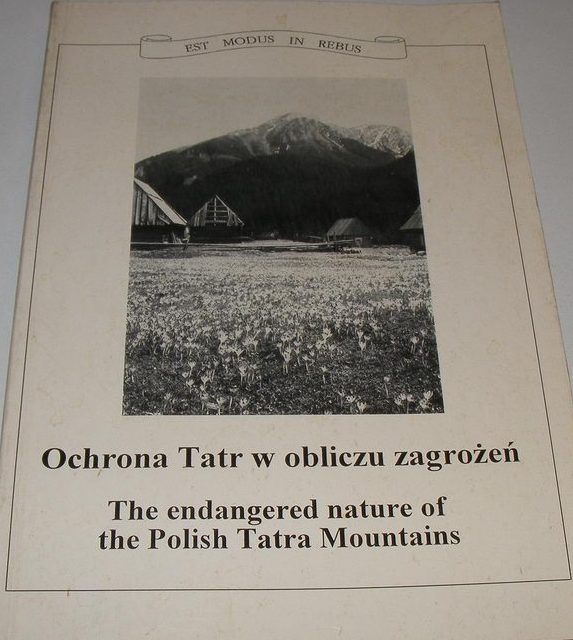 EST MODUS IN REBUS
Ochrona Tatr w obliczu zagrożeń
The endangered nature of
the Polish Tatra Mountains